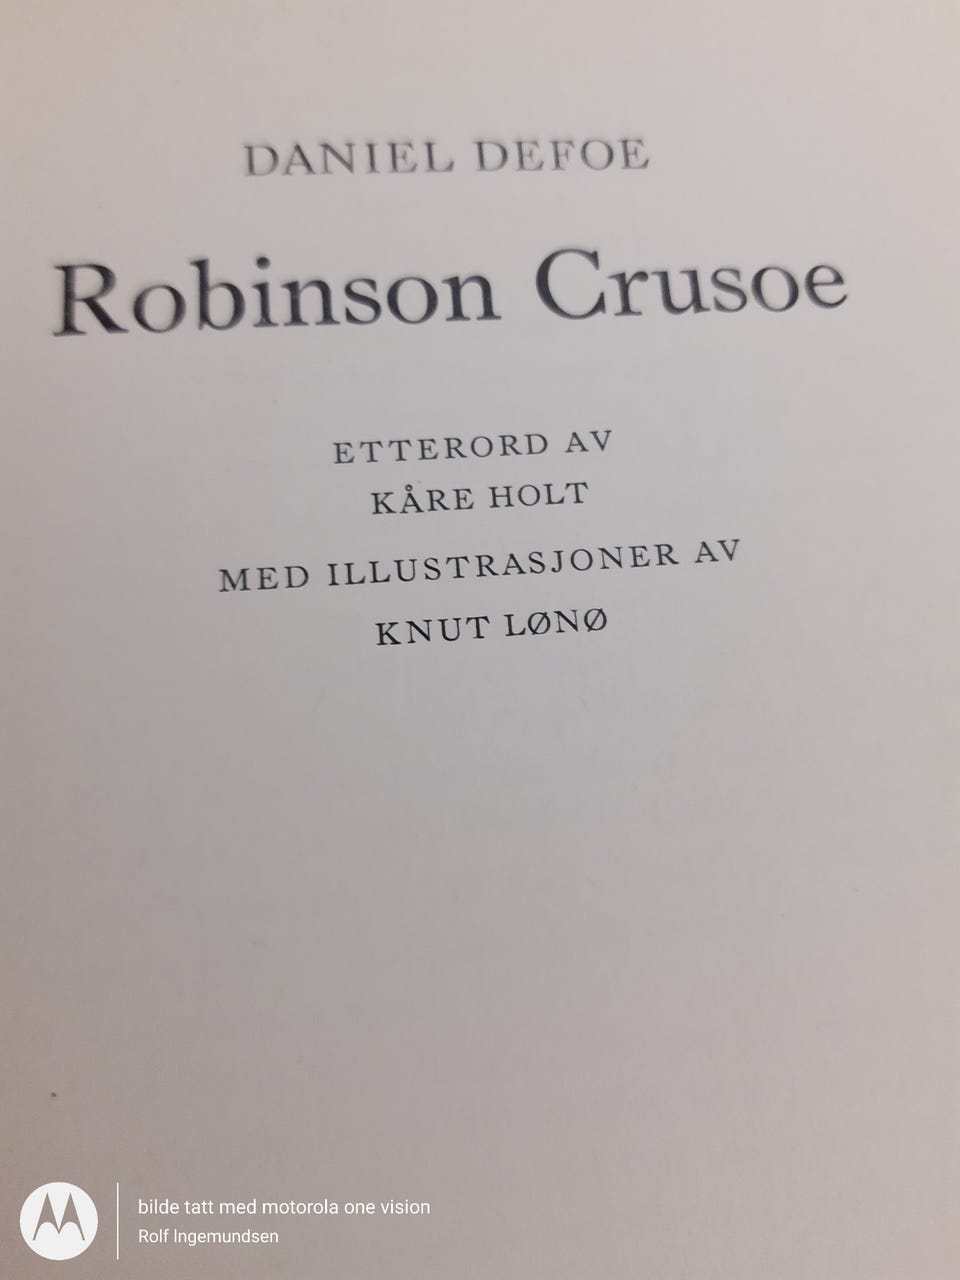 DANIEL DEFOE
Robinson Crusoe
ETTERORD AV
KÅRE HOLT
MED ILLUSTRASJONER AV
KNUT LØNØ
bilde tatt med motorola one vision
Rolf Ingemundsen